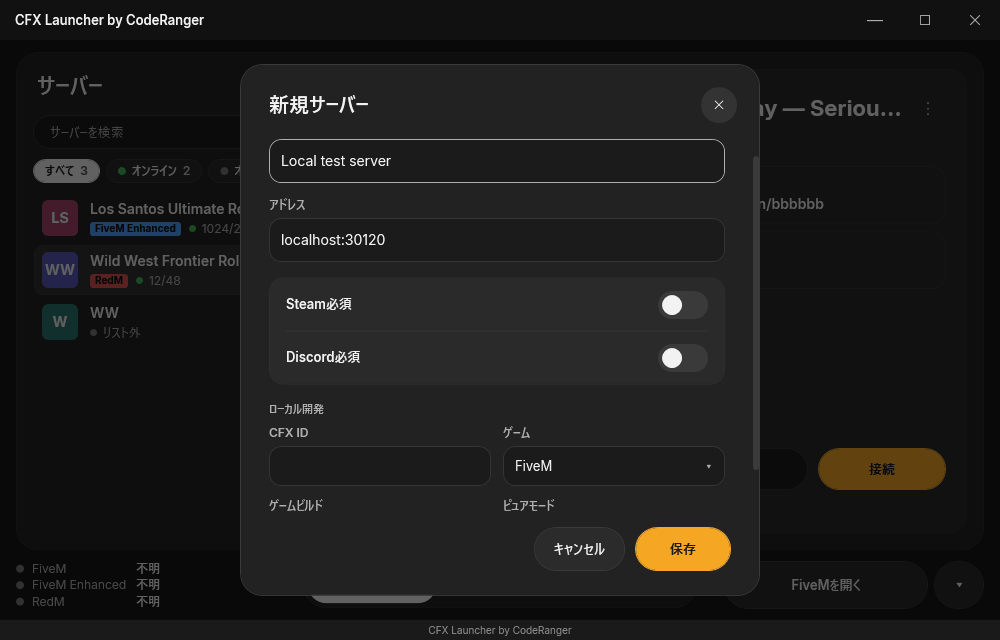 CFX Launcher by CodeRanger
サーバー
新規サーバー
ay — Seriou...
サーバーを検索
Local test server
すべて 3
オンライン 2
オ
アドレス
LS
Los Santos Ultimate Ro
FiveM Enhanced
1024/2
n/bbbbbb
localhost:30120
WW
Wild West Frontier Rol
RedM
12/48
Steam必須
W
WW
リスト外
Discord必須
ローカル開発
CFX ID
ゲーム
FiveM
接続
ゲームビルド
ピュアモード
キャンセル
保存
FiveM 不明
FiveM Enhanced 不明
RedM 不明
FiveMを開く
CFX Launcher by CodeRanger